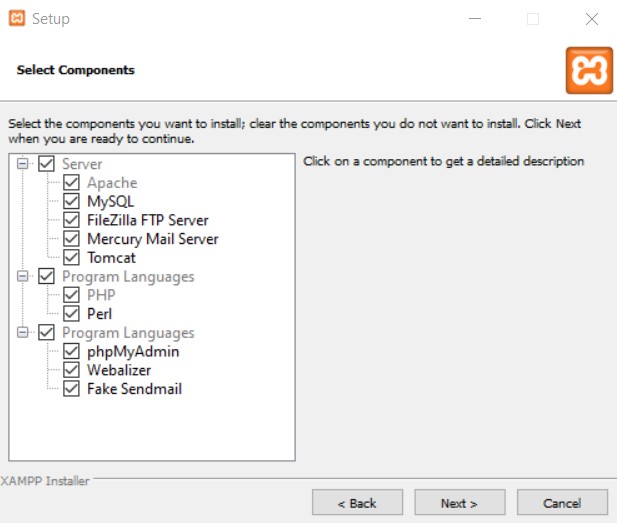 Setup
Select Components
Select the components you want to install; clear the components you do not want to install. Click Next
when you are ready to continue.
Server
Apache
MySQL
FileZilla FTP Server
Mercury Mail Server
Tomcat
Program Languages
PHP
Perl
Program Languages
phpMyAdmin
Webalizer
Fake Sendmail
Click on a component to get a detailed description
XAMPP Installer
< Back
Next >
Cancel